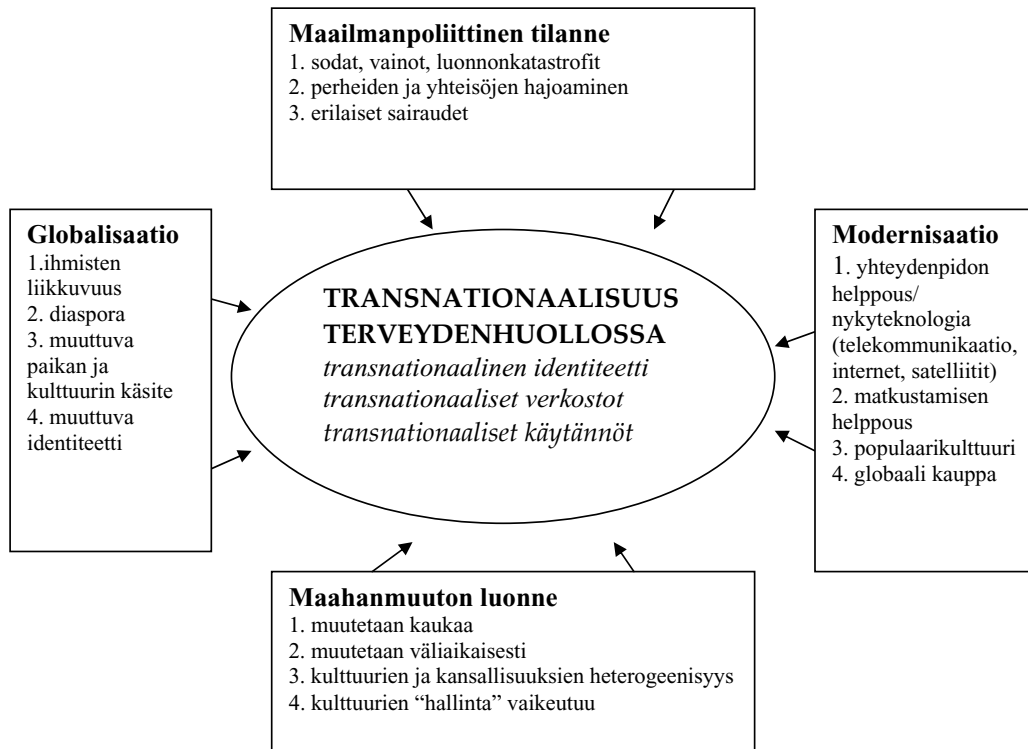 Maailmanpoliittinen tilanne
1. sodat, vainot, luonnonkatastrofit
2. perheiden ja yhteisöjen hajoaminen
3. erilaiset sairaudet
Globalisaatio
1.ihmisten
liikkuvuus
2. diaspora
3. muuttuva
paikan ja
kulttuurin käsite
4. muuttuva
identiteetti
TRANSNATIONAALISUUS
TERVEYDENHUOLLOSSA
transnationaalinen identiteetti
transnationaaliset verkostot
transnationaaliset käytännöt
Modernisaatio
1. yhteydenpidon
helppous/
nykyteknologia
(telekommunikaatio,
internet, satelliitit)
2. matkustamisen
helppous
3. populaarikulttuuri
4. globaali kauppa
Maahanmuuton luonne
1. muutetaan kaukaa
2. muutetaan väliaikaisesti
3. kulttuurien ja kansallisuuksien heterogeenisyys
4. kulttuurien “hallinta” vaikeutuu